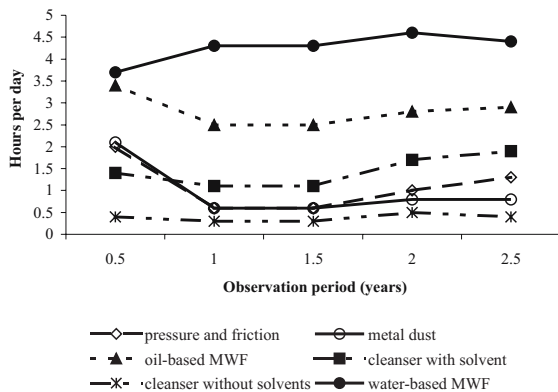 5
4.5
4
3.5
3
2.5
2
1.5
1
0.5
0
Hours per day
0.5 1 1.5 2 2.5
Observation period (years)
pressure and friction metal dust
oil-based MWF cleanser with solvent
cleanser without solvents water-based MWF